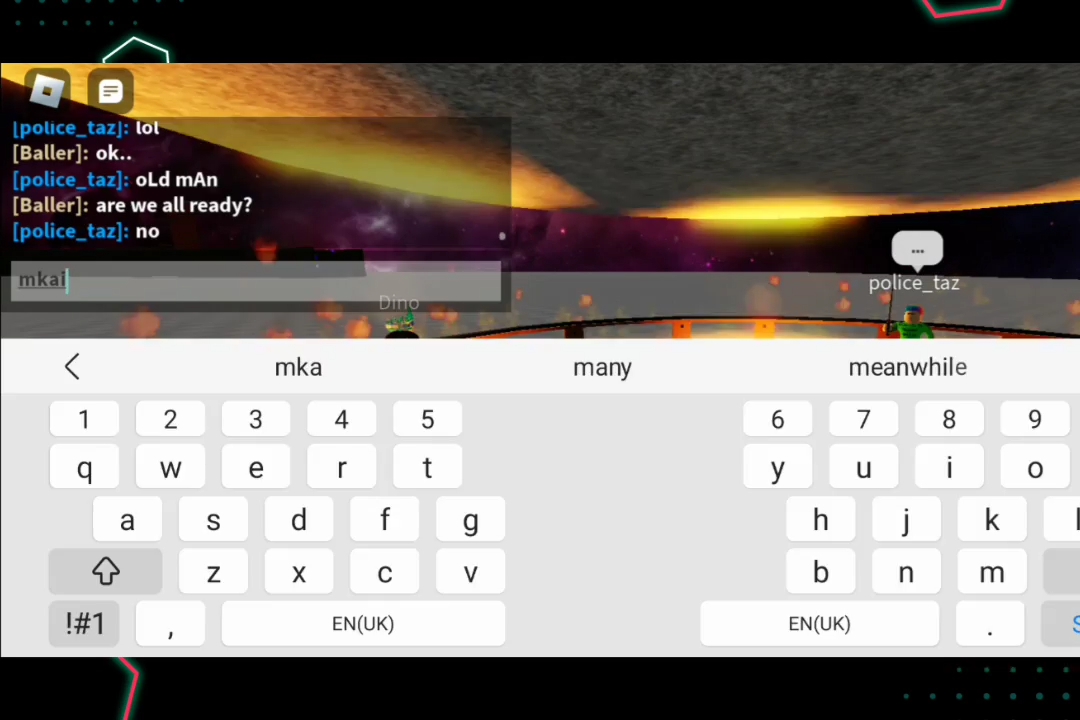 [police_taz]: lol
[Baller]: ok..
[police_taz]: oLd mAn
[Baller]: are we all ready?
[police_taz]: no
mkai
Dino
...
police_taz
mka many meanwhile
1 2 3 4 5 6 7 8 9
q w e r t y u i o
a s d f g h j k l
z x c v b n m
!#1 , EN(UK) EN(UK) . S